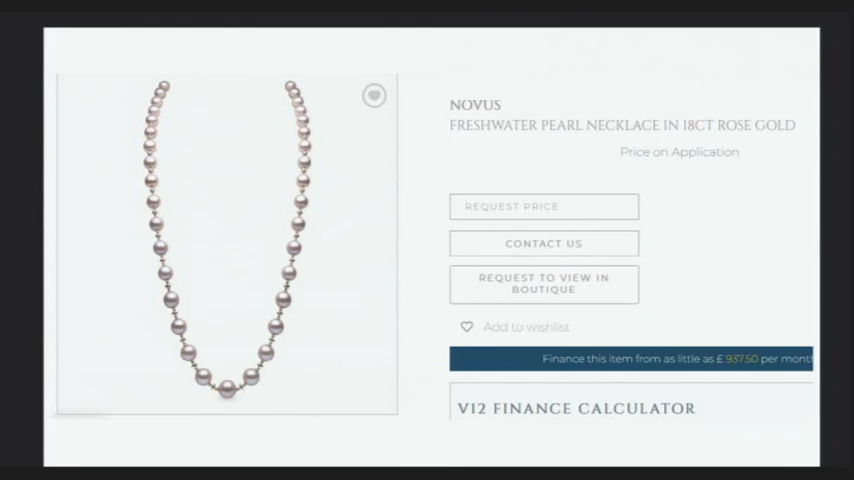 NOVUS
FRESHWATER PEARL NECKLACE IN 18CT ROSE GOLD
Price on Application
REQUEST PRICE
CONTACT US
REQUEST TO VIEW IN
BOUTIQUE
Add to wishlist
Finance this item from as little as £ 937.50 per month
V12 FINANCE CALCULATOR